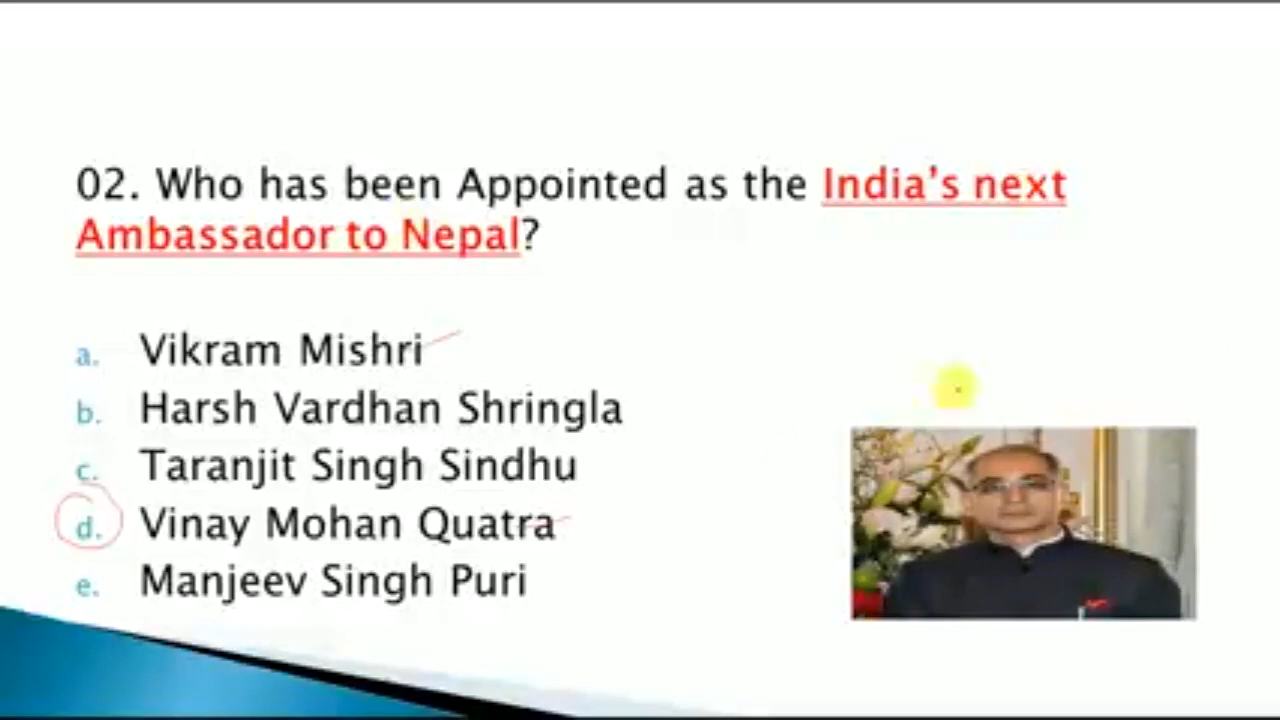 02. Who has been Appointed as the India's next
Ambassador to Nepal?
a. Vikram Mishri
b. Harsh Vardhan Shringla
c. Taranjit Singh Sindhu
d. Vinay Mohan Quatra
e. Manjeev Singh Puri